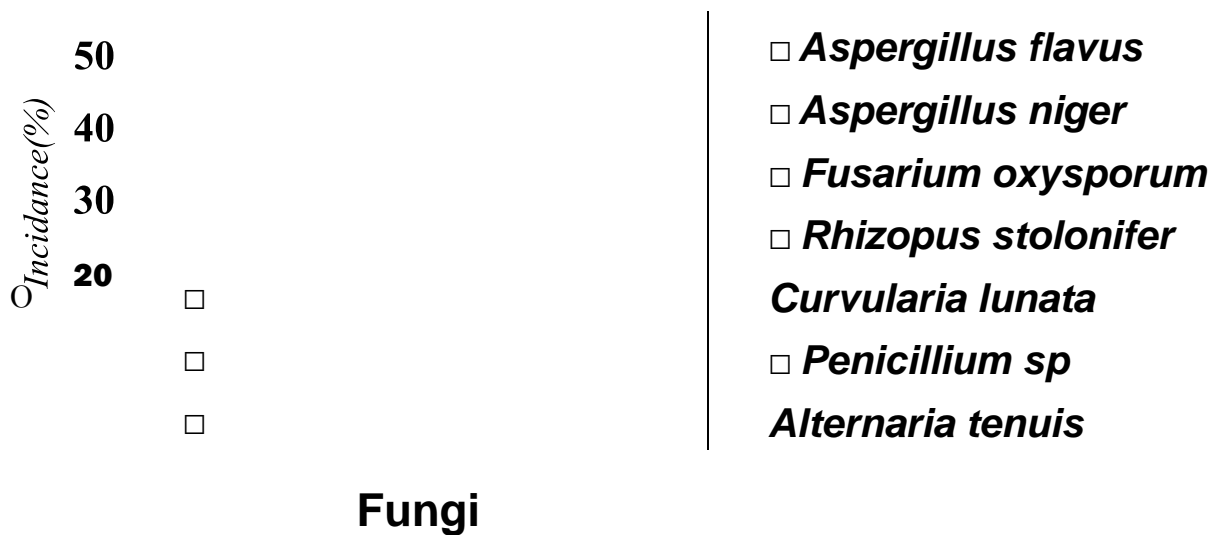 50
40
30
20
OIncidance(%)
□
□
□
□ Aspergillus flavus
□ Aspergillus niger
□ Fusarium oxysporum
□ Rhizopus stolonifer
Curvularia lunata
□ Penicillium sp
Alternaria tenuis
Fungi